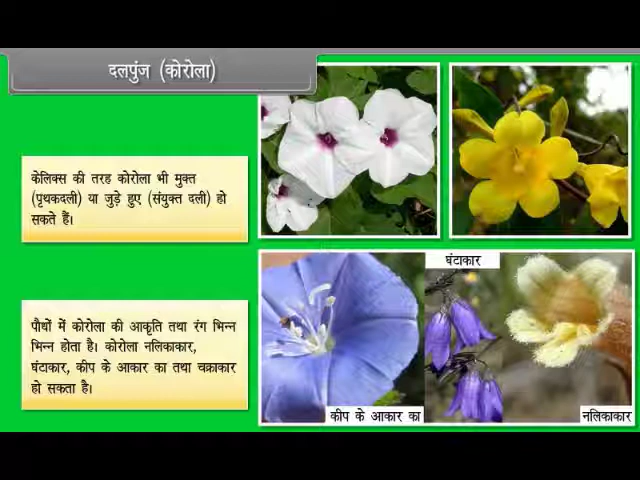 दलपुंज (कोरोला)
केलिक्स की तरह कोरोला भी मुक्त
(पृथकदली) या जुड़े हुए (संयुक्त दली) हो
सकते हैं।
पौधों में कोरोला की आकृति तथा रंग भिन्न
भिन्न होता है। कोरोला नलिकाकार,
घंटाकार, कीप के आकार का तथा चक्राकार
हो सकता है।
घंटाकार
कीप के आकार का
नलिकाकार